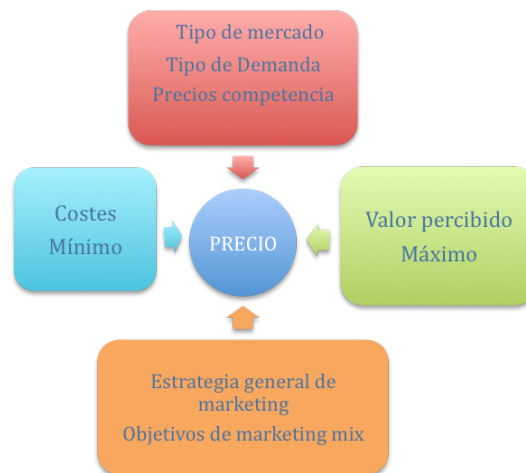 Tipo de mercado
Tipo de Demanda
Precios competencia
Costes
Mínimo
PRECIO
Valor percibido
Máximo
Estrategia general de
marketing
Objetivos de marketing mix